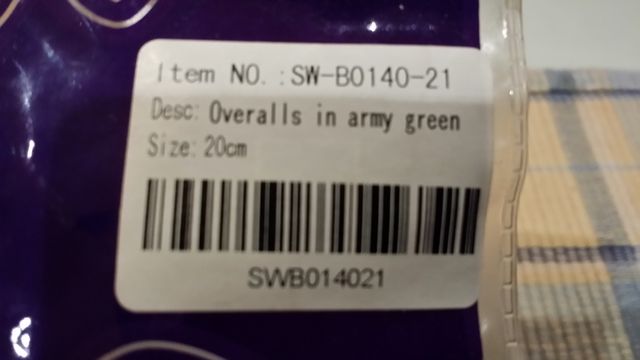 Item NO.:SW-B0140-21
Desc: Overalls in army green
Size: 20cm
SWB014021